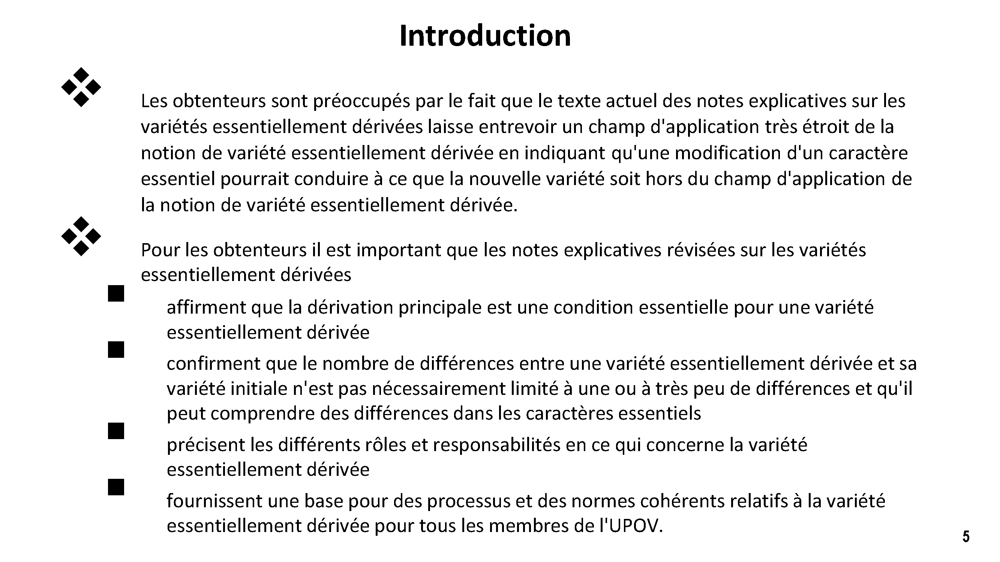 Introduction
Les obtenteurs sont préoccupés par le fait que le texte actuel des notes explicatives sur les
variétés essentiellement dérivées laisse entrevoir un champ d'application très étroit de la
notion de variété essentiellement dérivée en indiquant qu'une modification d'un caractère
essentiel pourrait conduire à ce que la nouvelle variété soit hors du champ d'application de
la notion de variété essentiellement dérivée.
Pour les obtenteurs il est important que les notes explicatives révisées sur les variétés
essentiellement dérivées
affirment que la dérivation principale est une condition essentielle pour une variété
essentiellement dérivée
confirment que le nombre de différences entre une variété essentiellement dérivée et sa
variété initiale n'est pas nécessairement limité à une ou à très peu de différences et qu'il
peut comprendre des différences dans les caractères essentiels
précisent les différents rôles et responsabilités en ce qui concerne la variété
essentiellement dérivée
fournissent une base pour des processus et des normes cohérents relatifs à la variété
essentiellement dérivée pour tous les membres de l'UPOV.
5